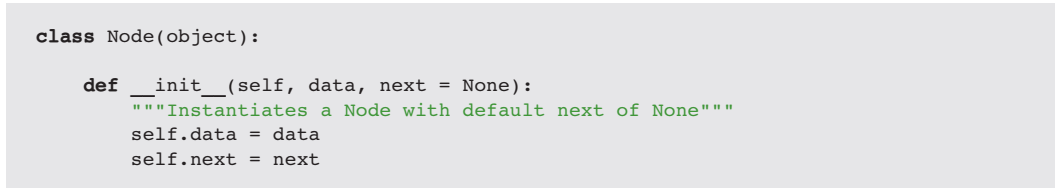 class Node(object):
def __init__(self, data, next = None):
"""Instantiates a Node with default next of None"""
self.data = data
self.next = next